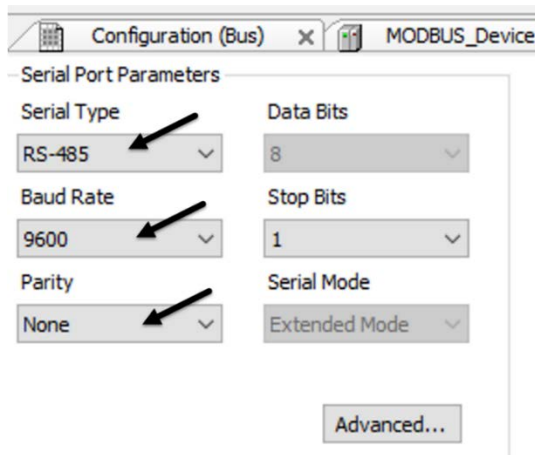 Configuration (Bus) MODBUS_Device
Serial Port Parameters
Serial Type Data Bits
RS-485 8
Baud Rate Stop Bits
9600 1
Parity Serial Mode
None Extended Mode
Advanced...